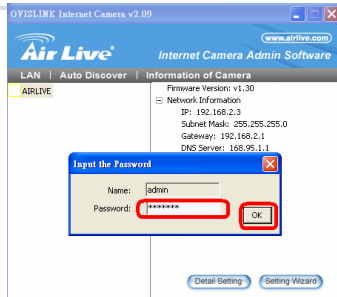 OVISLINK Internet Camera v2.09
(www.airlive.com)
Air Live®
Internet Camera Admin Software
LAN | Auto Discover | Information of Camera
AIRLIVE
Firmware Version: v1.30
Network Information
IP: 192.168.2.3
Subnet Mask: 255.255.255.0
Gateway: 192.168.2.1
DNS Server: 168.95.1.1
Input the Passwor
Name: admin
Password: *******
OK
Detail Setting
Setting Wizard